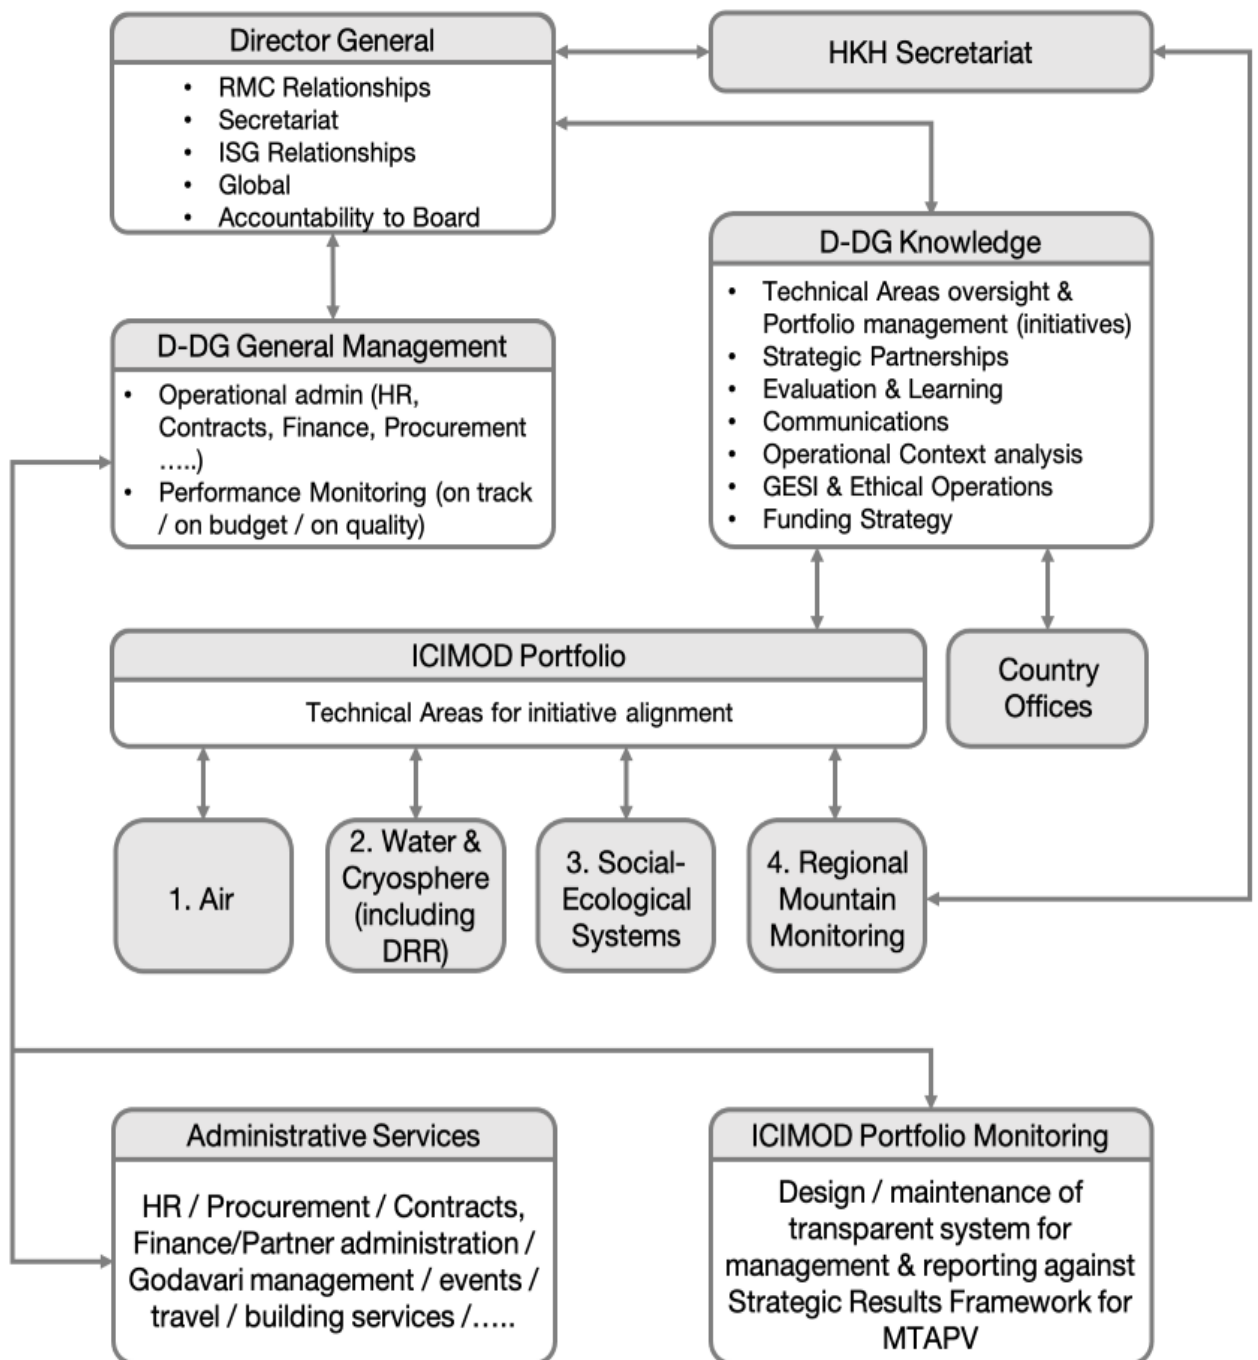 Director General
• RMC Relationships
• Secretariat
• ISG Relationships
• Global
• Accountability to Board
HKH Secretariat
D-DG General Management
• Operational admin (HR,
Contracts, Finance, Procurement
…..)
• Performance Monitoring (on track
/ on budget / on quality)
D-DG Knowledge
• Technical Areas oversight &
Portfolio management (initiatives)
• Strategic Partnerships
• Evaluation & Learning
• Communications
• Operational Context analysis
• GESI & Ethical Operations
• Funding Strategy
ICIMOD Portfolio
Technical Areas for initiative alignment
Country
Offices
1. Air
2. Water &
Cryosphere
(including
DRR)
3. Social-
Ecological
Systems
4. Regional
Mountain
Monitoring
Administrative Services
HR / Procurement / Contracts,
Finance/Partner administration /
Godavari management / events /
travel / building services /…..
ICIMOD Portfolio Monitoring
Design / maintenance of
transparent system for
management & reporting against
Strategic Results Framework for
MTAPV